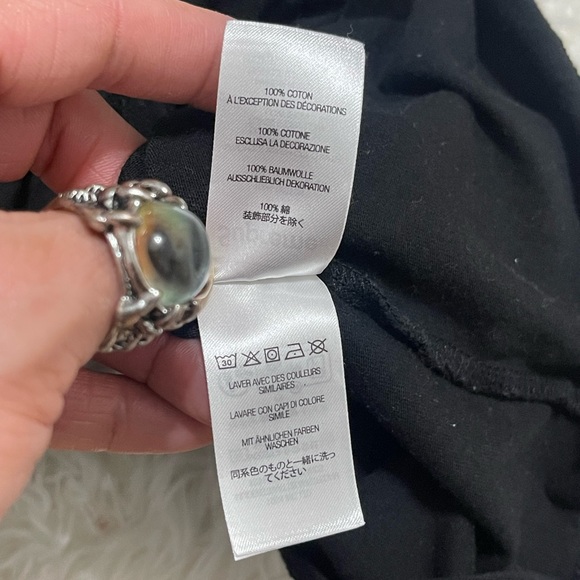 100% COTON
À L'EXCEPTION DES DÉCORATIONS
100% COTONE
ESCLUSA LA DECORAZIONE
100% BAUMWOLLE
AUSSCHLIEBLICH DEKORATION
100% 綿
装飾部分を除く
30
LAVER AVEC DES COULEURS
SIMILAIRES
LAVARE CON CAPI DI COLORE
SIMILE
MIT ÄHNLICHEN FARBEN
WASCHEN
同系色のものと一緒に洗っ
てください